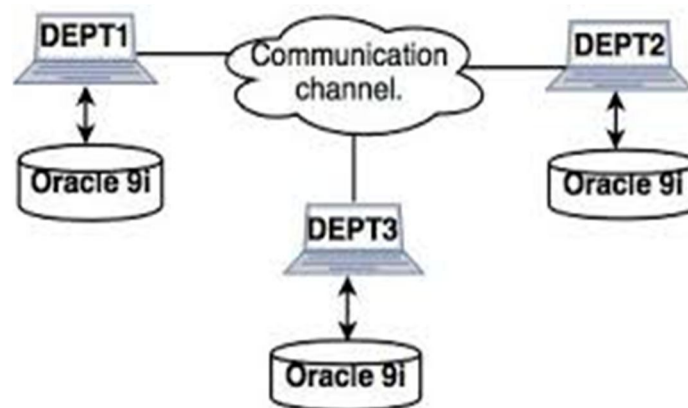 DEPT1
Communication
channel.
DEPT2
Oracle 9i
Oracle 9i
DEPT3
Oracle 9i